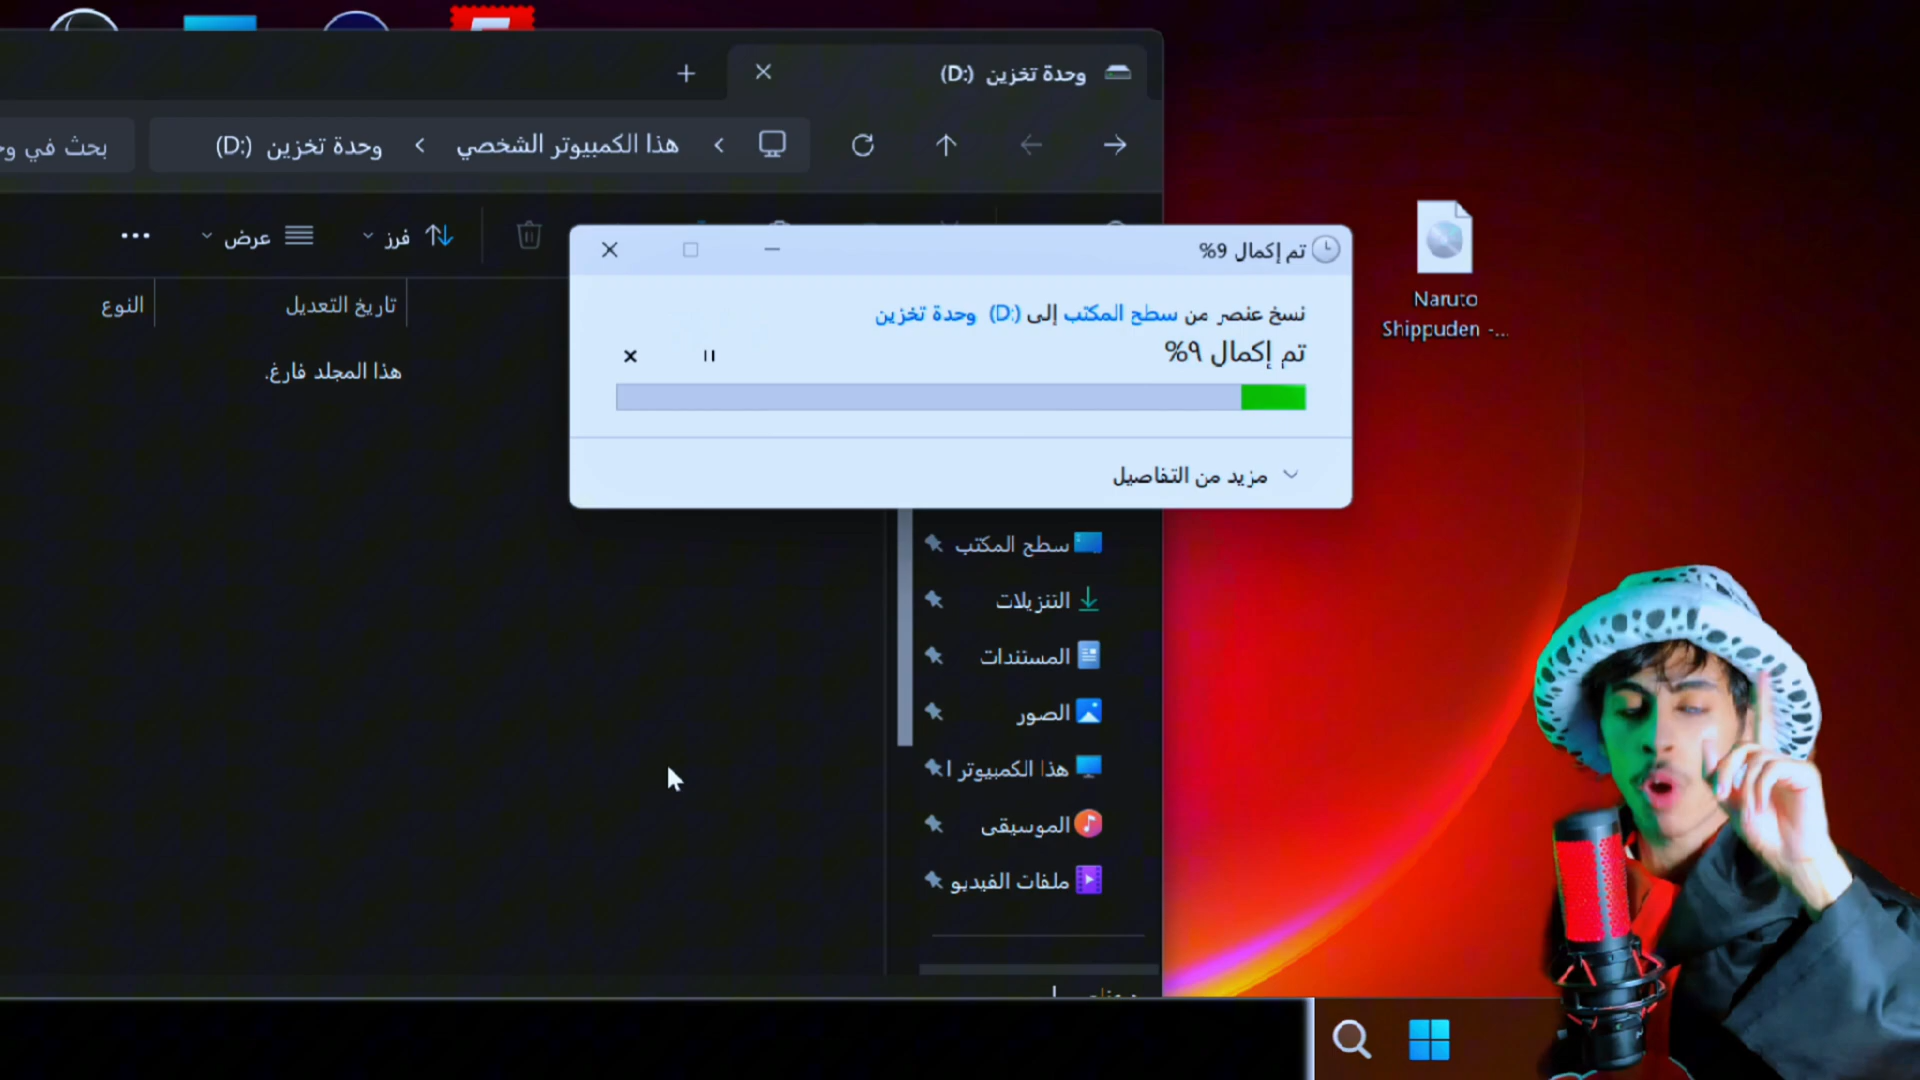 وحدة تخزين (D:)
هذا الكمبيوتر الشخصي
وحدة تخزين (D:)
بحث في
فرز
عرض
تاريخ التعديل
النوع
هذا المجلد فارغ.
تم إكمال 9%
نسخ عنصر من سطح المكتب إلى (D:) وحدة تخزين
تم إكمال ٩%
مزيد من التفاصيل
سطح المكتب
التنزيلات
المستندات
الصور
هذا الكمبيوتر ا
الموسيقى
ملفات الفيديو
Naruto
Shippuden -...